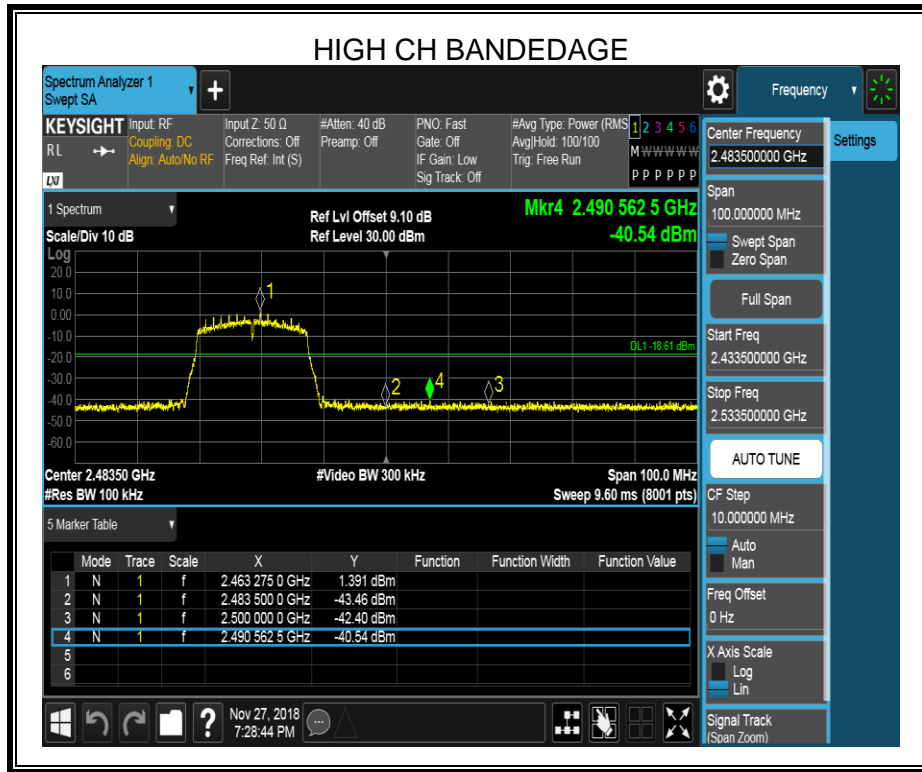 HIGH CH BANDEDAGE
Spectrum Analyzer 1
Swept SA
+
Frequency
KEYSIGHT
RL
LXI
Input: RF
Coupling: DC
Align: Auto/No RF
Input Z: 50 Ω
Corrections: Off
Freq Ref: Int (S)
#Atten: 40 dB
Preamp: Off
PNO: Fast
Gate: Off
IF Gain: Low
Sig Track: Off
#Avg Type: Power (RMS
Avg|Hold: 100/100
Trig: Free Run
1 2 3 4 5 6
M W W W W W
P P P P P P
1 Spectrum
Scale/Div 10 dB
Ref Lvl Offset 9.10 dB
Ref Level 30.00 dBm
Mkr4 2.490 562 5 GHz
-40.54 dBm
Log
20.0
10.0
0.00
-10.0
-20.0
-30.0
-40.0
-50.0
-60.0
1
2
4
3
DL1 -18.61 dBm
Center 2.48350 GHz
#Res BW 100 kHz
#Video BW 300 kHz
Span 100.0 MHz
Sweep 9.60 ms (8001 pts)
5 Marker Table
Mode Trace Scale X Y Function Function Width Function Value
1 N 1 f 2.463 275 0 GHz 1.391 dBm
2 N 1 f 2.483 500 0 GHz -43.46 dBm
3 N 1 f 2.500 000 0 GHz -42.40 dBm
4 N 1 f 2.490 562 5 GHz -40.54 dBm
5
6
?
Nov 27, 2018
7:28:44 PM
Center Frequency
2.483500000 GHz
Span
100.000000 MHz
Swept Span
Zero Span
Full Span
Start Freq
2.433500000 GHz
Stop Freq
2.533500000 GHz
AUTO TUNE
CF Step
10.000000 MHz
Auto
Man
Freq Offset
0 Hz
X Axis Scale
Log
Lin
Signal Track
(Span Zoom)
Settings